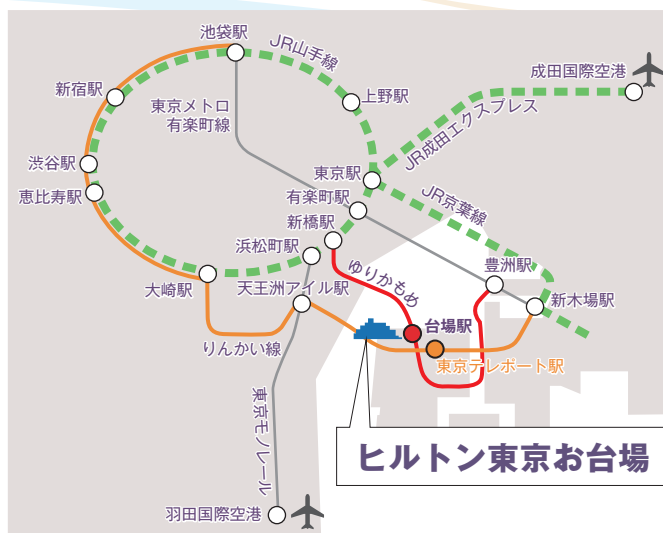 池袋駅
JR山手線
成田国際空港
新宿駅
上野駅
東京メトロ
有楽町線
JR成田エクスプレス
渋谷駅
東京駅
恵比寿駅
有楽町駅
JR京葉線
新橋駅
浜松町駅
ゆりかもめ
豊洲駅
大崎駅
天王洲アイル駅
新木場駅
台場駅
りんかい線
東京テレポート駅
東京モノレール
ヒルトン東京お台場
羽田国際空港